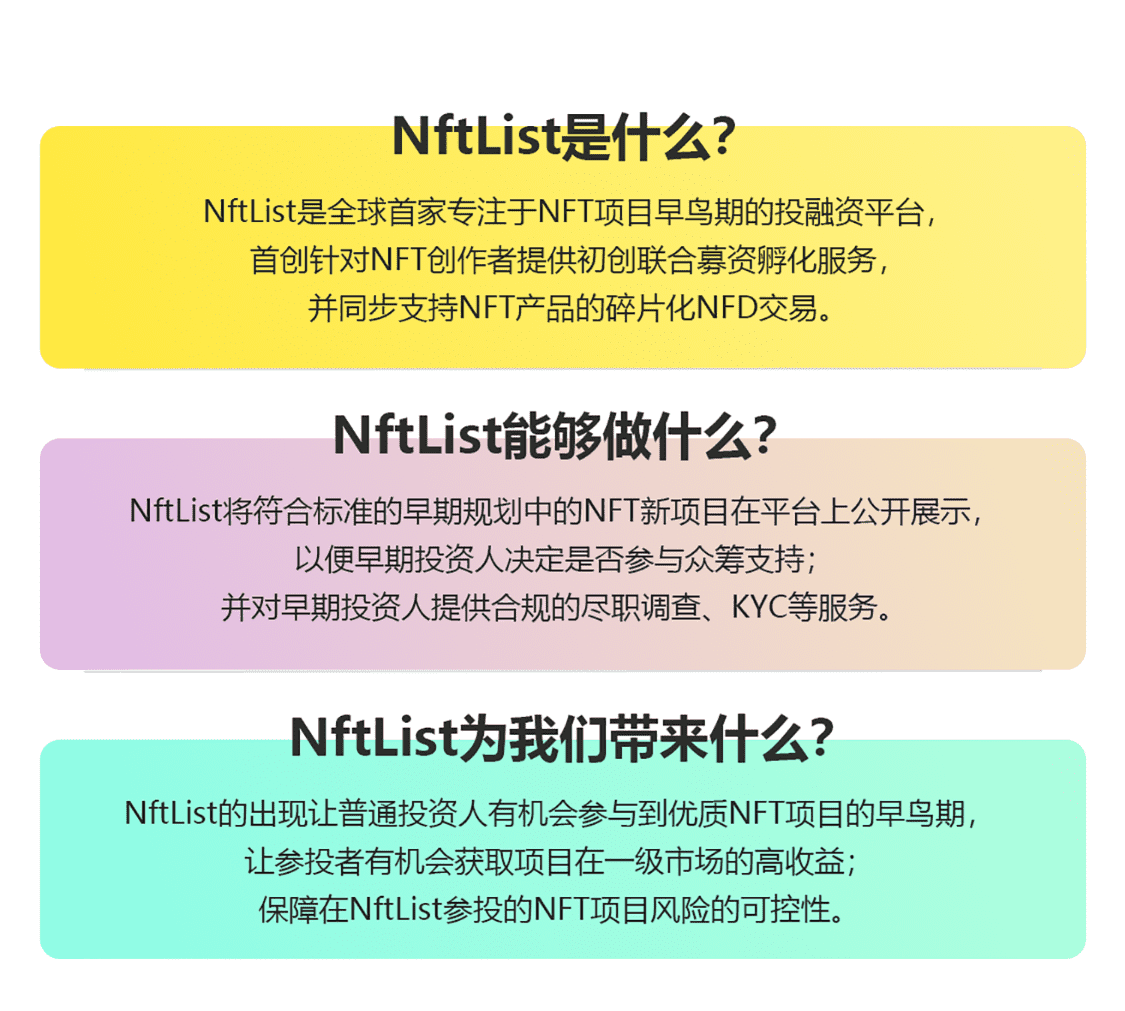 NftList是什么？
NftList是全球首家专注于NFT项目早鸟期的投融资平台，
首创针对NFT创作者提供初创联合募资孵化服务，
并同步支持NFT产品的碎片化NFD交易。
NftList能够做什么？
NftList将符合标准的早期规划中的NFT新项目在平台上公开展示，
以便早期投资人决定是否参与众筹支持；
并对早期投资人提供合规的尽职调查、KYC等服务。
NftList为我们带来什么？
NftList的出现让普通投资人有机会参与到优质NFT项目的早鸟期，
让参投者有机会获取项目在一级市场的高收益；
保障在NftList参投的NFT项目风险的可控性。